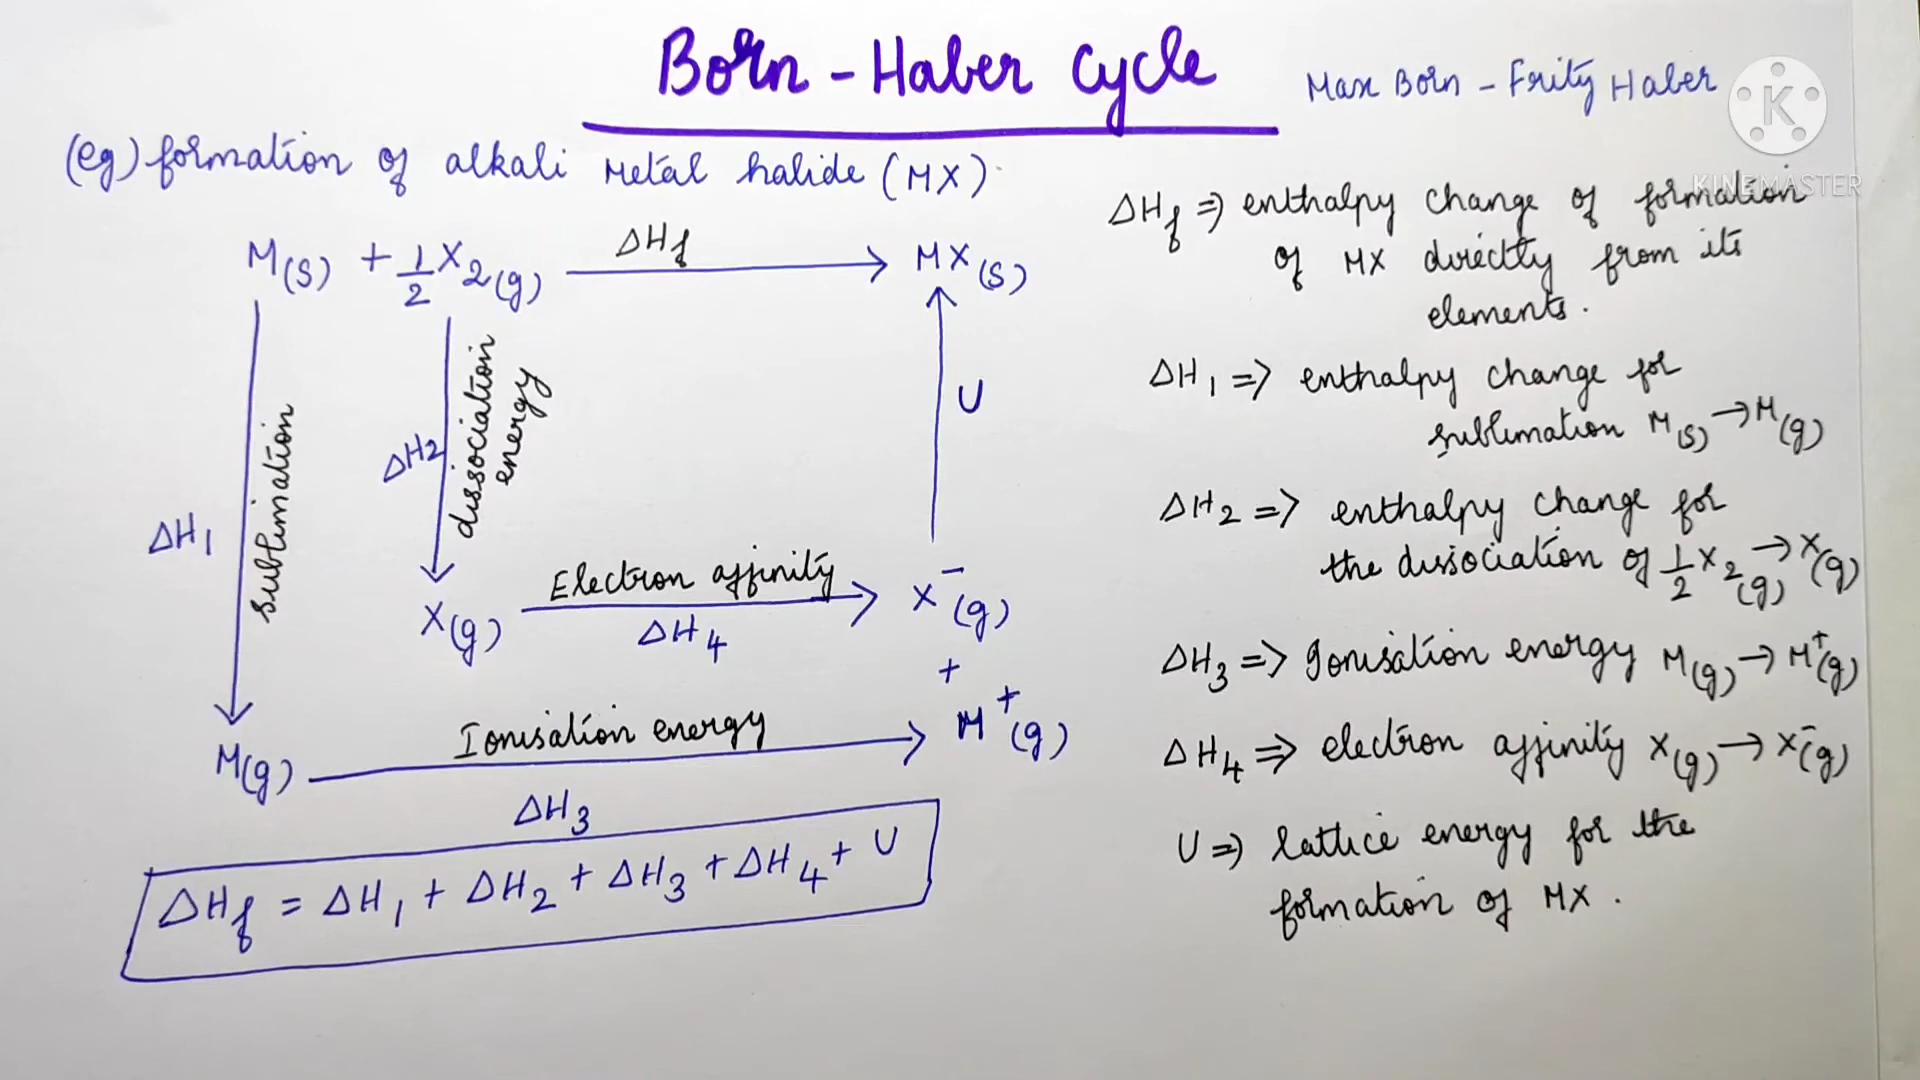 Born - Haber Cycle
Max Born - Frity Haber
K
KINEMASTER
(eg) formation of alkali Metal halide (MX)
M(s) + 1/2 X2(g) → MX(s)
ΔHf
U
ΔH1
sublimation
ΔH2
dissociation
energy
X(g) → X⁻(g)
Electron affinity
ΔH4
+
M(g) → M⁺(g)
Ionisation energy
ΔH3
ΔHf = ΔH1 + ΔH2 + ΔH3 + ΔH4 + U
ΔHf ⇒ enthalpy change of formation
of MX directly from its
elements.
ΔH1 ⇒ enthalpy change for
sublimation M(s) → M(g)
ΔH2 ⇒ enthalpy change for
the dissociation of 1/2 X2(g) → X(g)
ΔH3 ⇒ Ionisation energy M(g) → M⁺(g)
ΔH4 ⇒ electron affinity X(g) → X⁻(g)
U ⇒ lattice energy for the
formation of MX.